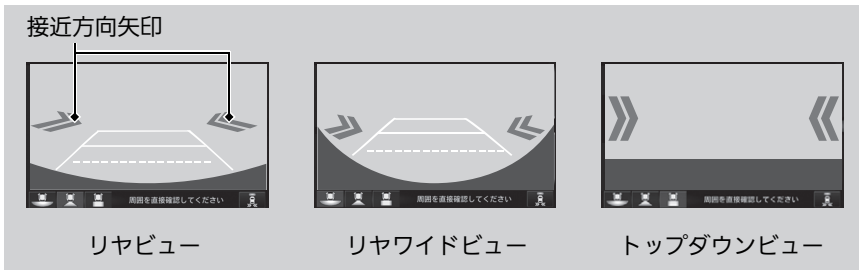 接近方向矢印
周囲を直接確認してください
周囲を直接確認してください
周囲を直接確認してください
リヤビュー
リヤワイドビュー
トップダウンビュー